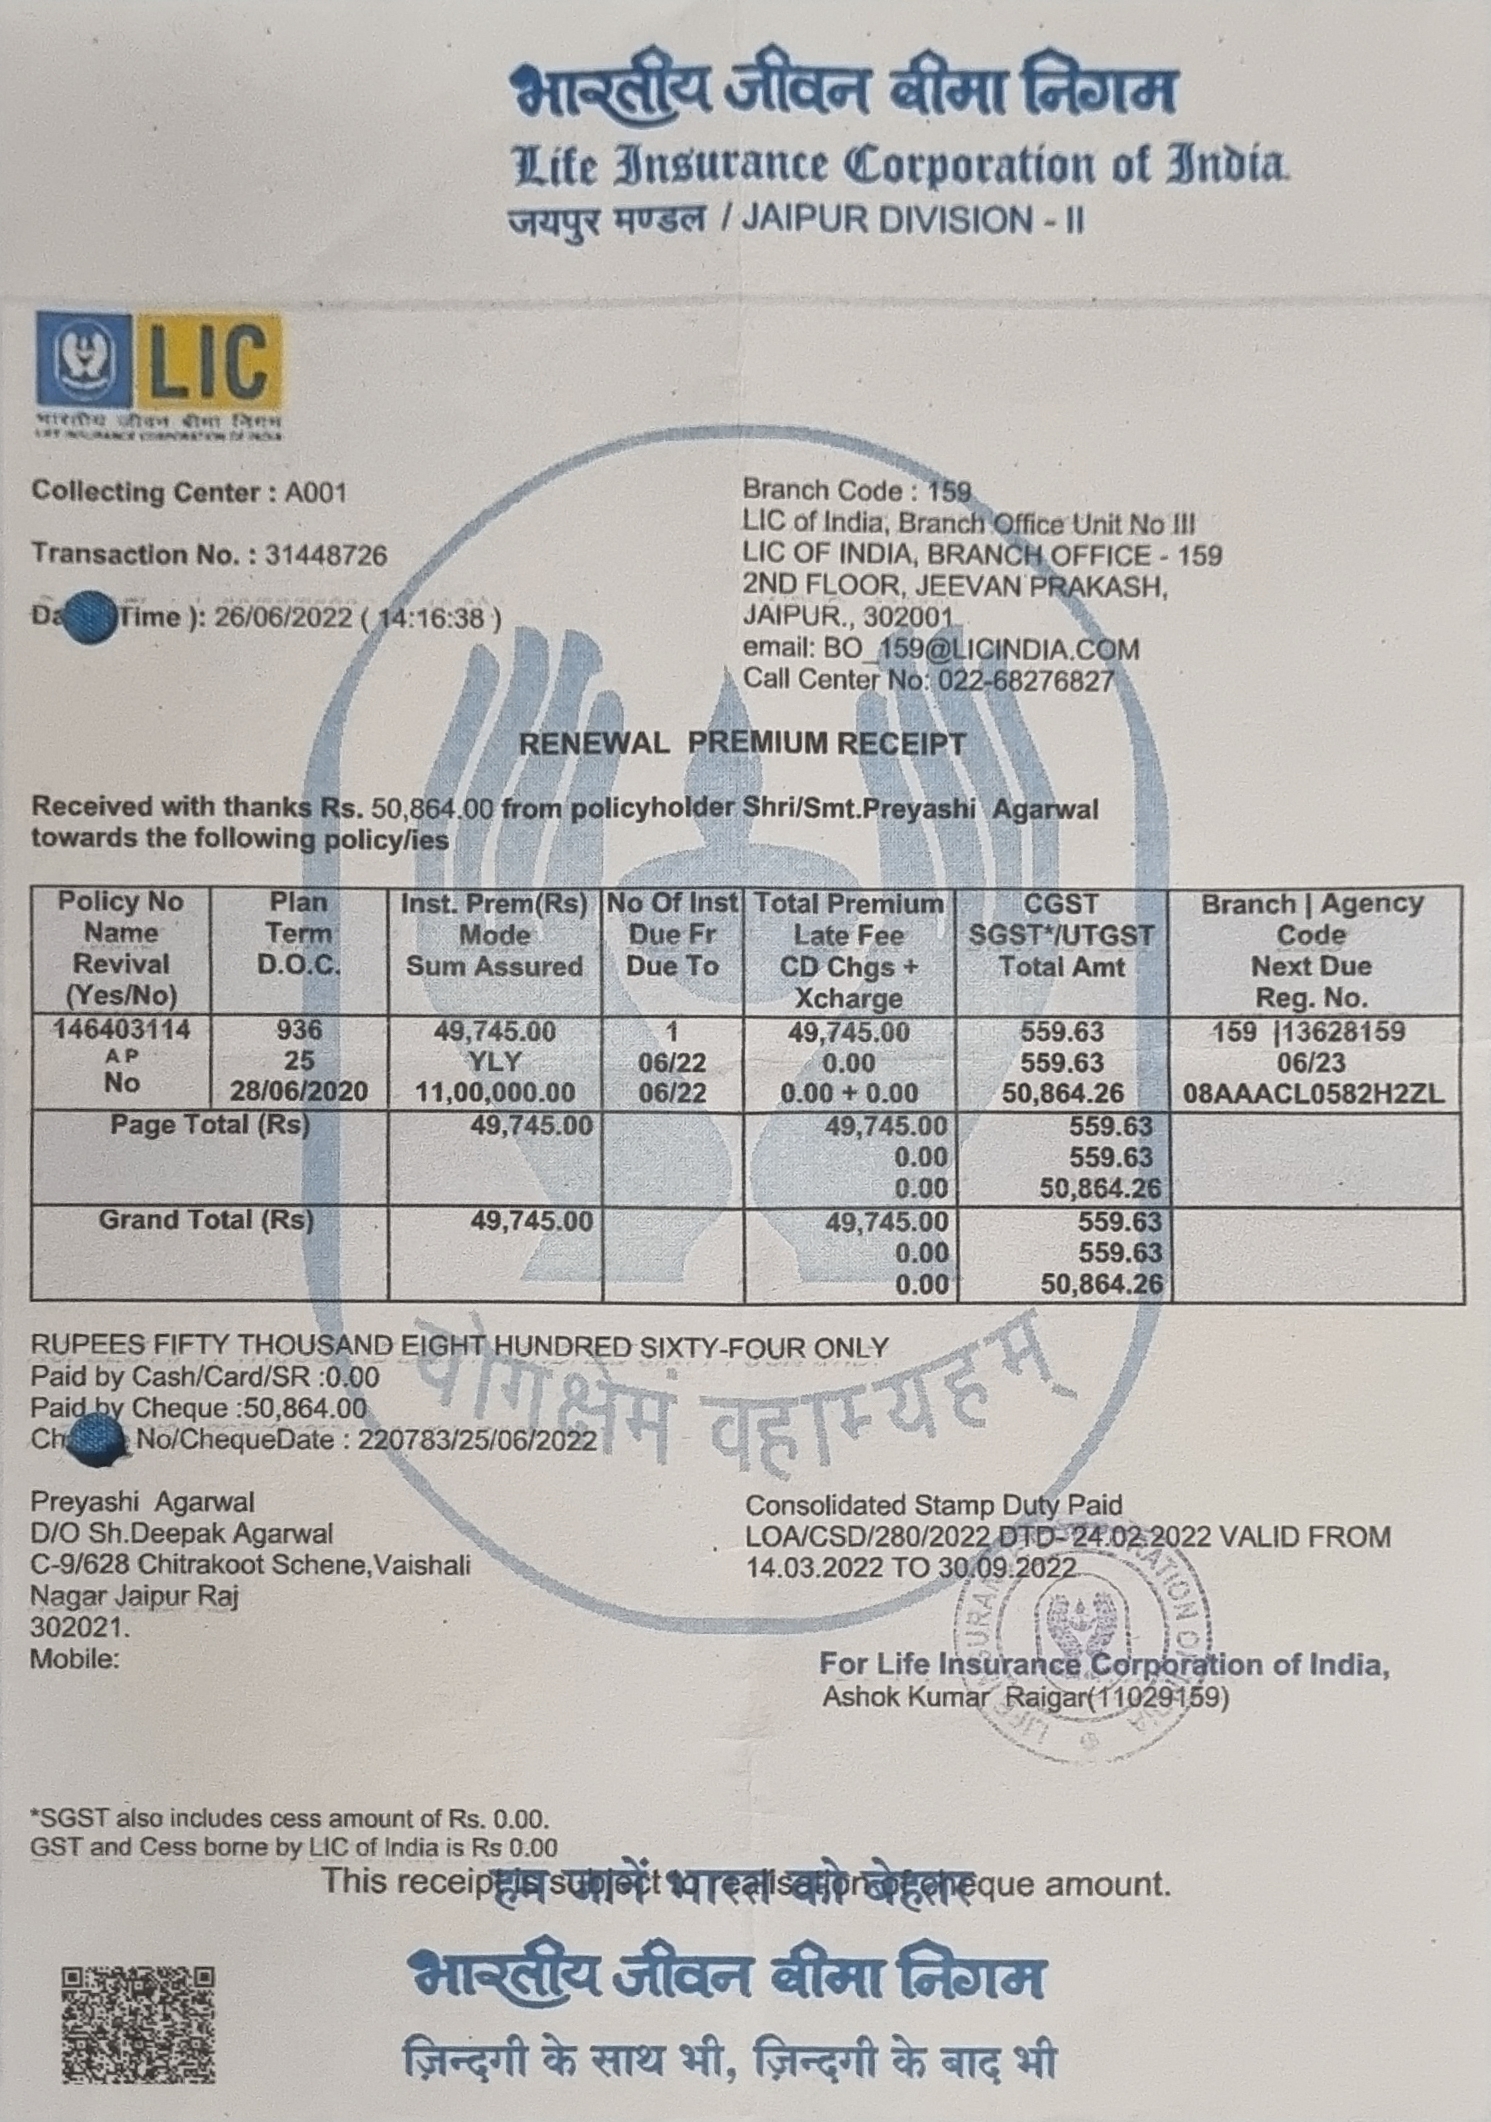 भारतीय जीवन बीमा निगम
Life Insurance Corporation of India.
जयपुर मण्डल / JAIPUR DIVISION - II
LIC
भारतीय जीवन बीमा निगम
LIFE INSURANCE CORPORATION OF INDIA
Collecting Center : A001
Transaction No. : 31448726
Da Time ): 26/06/2022 ( 14:16:38 )
Branch Code : 159
LIC of India, Branch Office Unit No III
LIC OF INDIA, BRANCH OFFICE - 159
2ND FLOOR, JEEVAN PRAKASH,
JAIPUR., 302001
email: BO_159@LICINDIA.COM
Call Center No: 022-68276827
RENEWAL PREMIUM RECEIPT
Received with thanks Rs. 50,864.00 from policyholder Shri/Smt.Preyashi Agarwal
towards the following policy/ies
Policy No Plan Inst. Prem(Rs) No Of Inst Total Premium CGST Branch | Agency
Name Term Mode Due Fr Late Fee SGST*/UTGST Code
Revival D.O.C. Sum Assured Due To CD Chgs + Total Amt Next Due
(Yes/No) Xcharge Reg. No.
146403114 936 49,745.00 1 49,745.00 559.63 159 |13628159
A P 25 YLY 06/22 0.00 559.63 06/23
No 28/06/2020 11,00,000.00 06/22 0.00 + 0.00 50,864.26 08AAACL0582H2ZL
Page Total (Rs) 49,745.00 49,745.00 559.63
0.00 559.63
0.00 50,864.26
Grand Total (Rs) 49,745.00 49,745.00 559.63
0.00 559.63
0.00 50,864.26
RUPEES FIFTY THOUSAND EIGHT HUNDRED SIXTY-FOUR ONLY
Paid by Cash/Card/SR :0.00
Paid by Cheque :50,864.00
Ch No/ChequeDate : 220783/25/06/2022
योगक्षेमं वहाम्यहम्
Preyashi Agarwal
D/O Sh.Deepak Agarwal
C-9/628 Chitrakoot Schene,Vaishali
Nagar Jaipur Raj
302021.
Mobile:
Consolidated Stamp Duty Paid
LOA/CSD/280/2022 DTD- 24.02.2022 VALID FROM
14.03.2022 TO 30.09.2022
For Life Insurance Corporation of India,
Ashok Kumar Raigar(11029159)
*SGST also includes cess amount of Rs. 0.00.
GST and Cess borne by LIC of India is Rs 0.00
This receipt is subject to realisation of cheque amount.
हम जानें भारत को बेहतर
भारतीय जीवन बीमा निगम
ज़िन्दगी के साथ भी, ज़िन्दगी के बाद भी